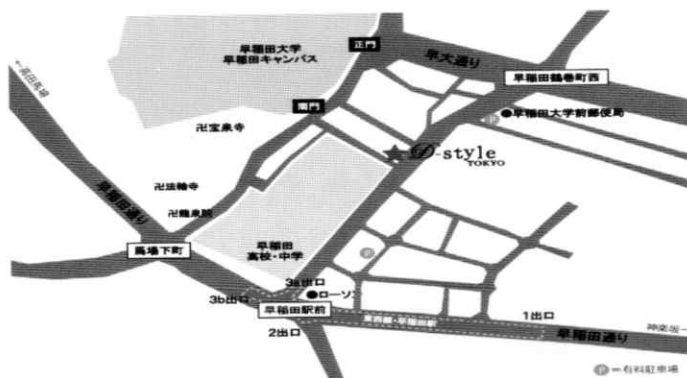 早稲田大学
早稲田キャンパス
正門
早大通り
早稲田鶴巻町西
←高田馬場
南門
●早稲田大学前郵便局
P
卍宝泉寺
★D-style
TOKYO
卍法輪寺
早稲田通り
卍龍泉院
馬場下町
早稲田
高校・中学
P
3a出口
3b出口
●ローソン
早稲田駅前
東西線・早稲田駅
1出口
早稲田通り
神楽坂→
2出口
P=有料駐車場